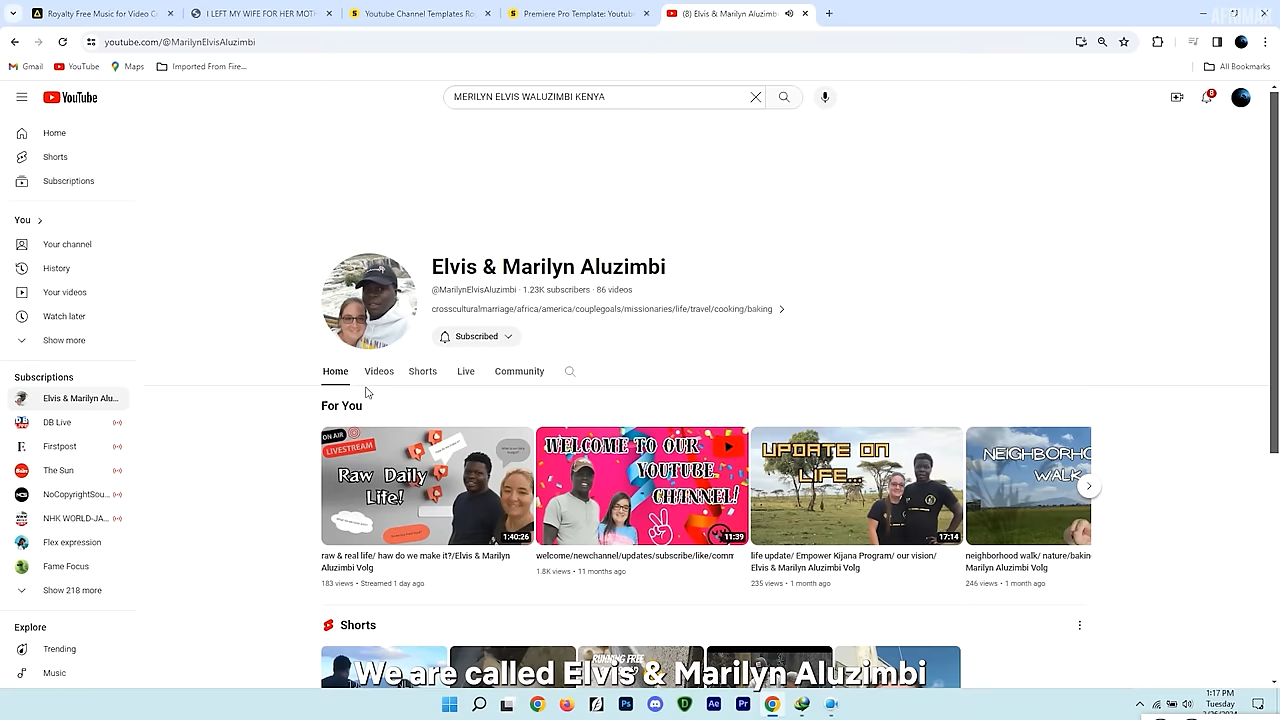 Royalty Free Music for Video C
I LEFT MY WIFE FOR HER MOTH
Youtube Channel Templates Ro
Premiere Pro Template: Youtub
(8) Elvis & Marilyn Aluzimb
AFRIMAX
youtube.com/@MarilynElvisAluzimbi
Gmail
YouTube
Maps
Imported From Fire...
All Bookmarks
YouTube
MERILYN ELVIS WALUZIMBI KENYA
8
Home
Shorts
Subscriptions
You
Your channel
History
Your videos
Watch later
Show more
Subscriptions
Elvis & Marilyn Alu...
DB Live
Firstpost
The Sun
NoCopyrightSou...
NHK WORLD-JA...
Flex expression
Fame Focus
Show 218 more
Explore
Trending
Music
Elvis & Marilyn Aluzimbi
@MarilynElvisAluzimbi · 1.23K subscribers · 86 videos
crossculturalmarriage/africa/america/couplegoals/missionaries/life/travel/cooking/baking
Subscribed
Home
Videos
Shorts
Live
Community
For You
ON AIR
LIVESTREAM
Raw Daily
Life!
1:40:26
WELCOME TO OUR
YOUTUBE
CHANNEL!
11:39
UPDATE ON
LIFE...
17:14
NEIGHBORHO
WALK
raw & real life/ haw do we make it?/Elvis & Marilyn
Aluzimbi Volg
183 views • Streamed 1 day ago
welcome/newchannel/updates/subscribe/like/comm
1.8K views • 11 months ago
life update/ Empower Kijana Program/ our vision/
Elvis & Marilyn Aluzimbi Volg
235 views • 1 month ago
neighborhood walk/ nature/bakin
Marilyn Aluzimbi Volg
246 views • 1 month ago
Shorts
RUNNING FREE
We are called Elvis & Marilyn Aluzimbi
1:17 PM
Tuesday